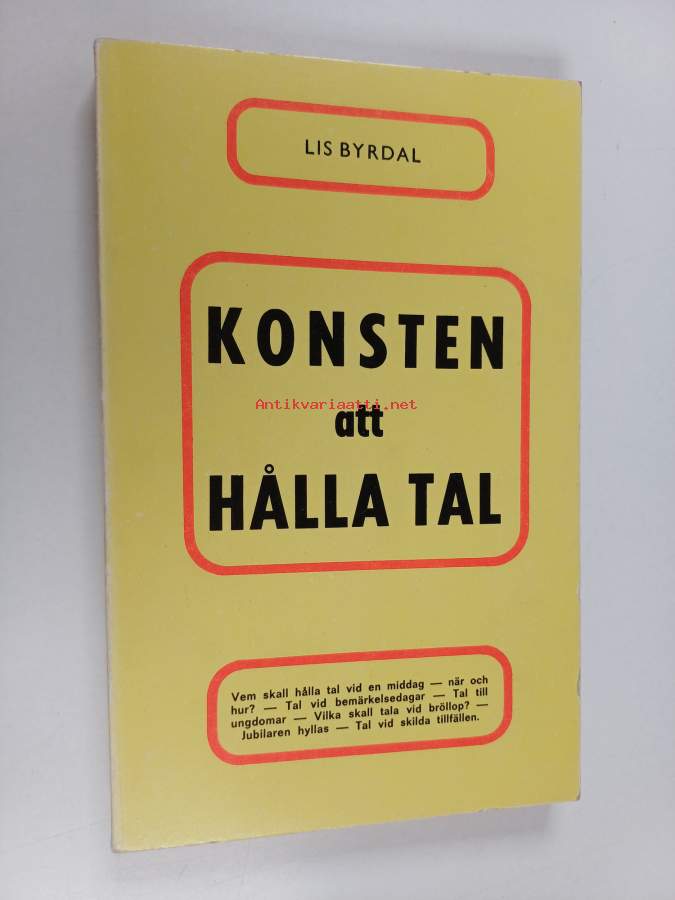 LIS BYRDAL
KONSTEN
Antikvariaatti.net
att
HÅLLA TAL
Vem skall hålla tal vid en middag — när och
hur? — Tal vid bemärkelsedagar — Tal till
ungdomar — Vilka skall tala vid bröllop? —
Jubilaren hyllas — Tal vid skilda tillfällen.